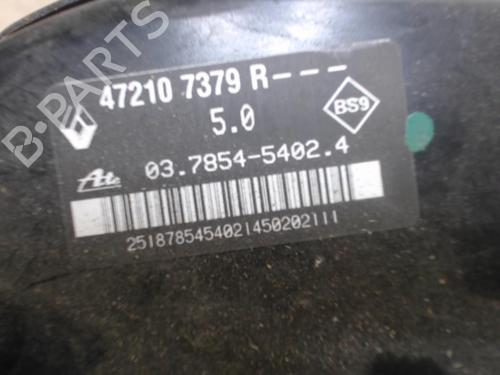 B-PARTS
47210 7379 R---
5.0
BS9
Ate 03.7854-5402.4
2518785454021450202111